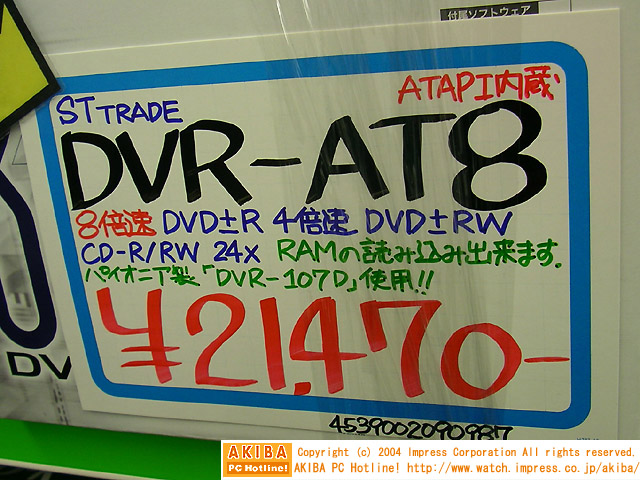 付属ソフトウェア
ATAPI内蔵
ST TRADE
DVR-AT8
8倍速 DVD±R 4倍速 DVD±RW
CD-R/RW 24x RAMの読み込み出来ます.
パイオニア製「DVR-107D」使用!!
¥21,470-
DV
4539002090987
AKIBA
PC Hotline!
Copyright (c) 2004 Impress Corporation All rights reserved.
AKIBA PC Hotline! http://www.watch.impress.co.jp/akiba/